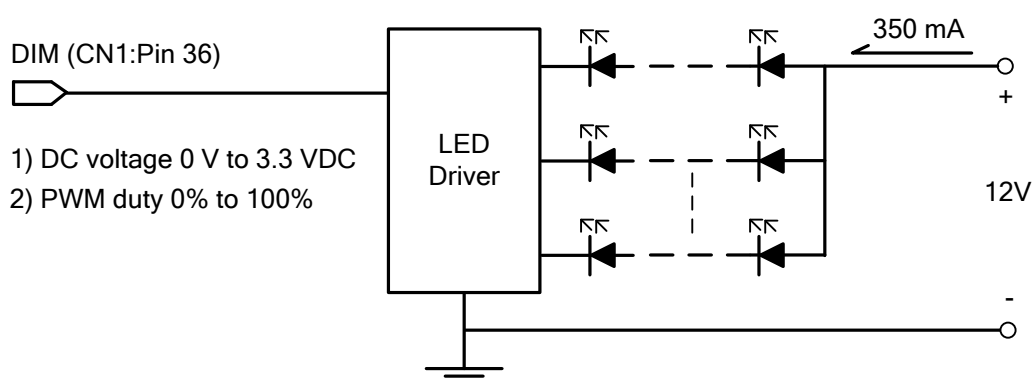 350 mA
DIM (CN1:Pin 36)
+
1) DC voltage 0 V to 3.3 VDC
2) PWM duty 0% to 100%
LED
Driver
12V
-